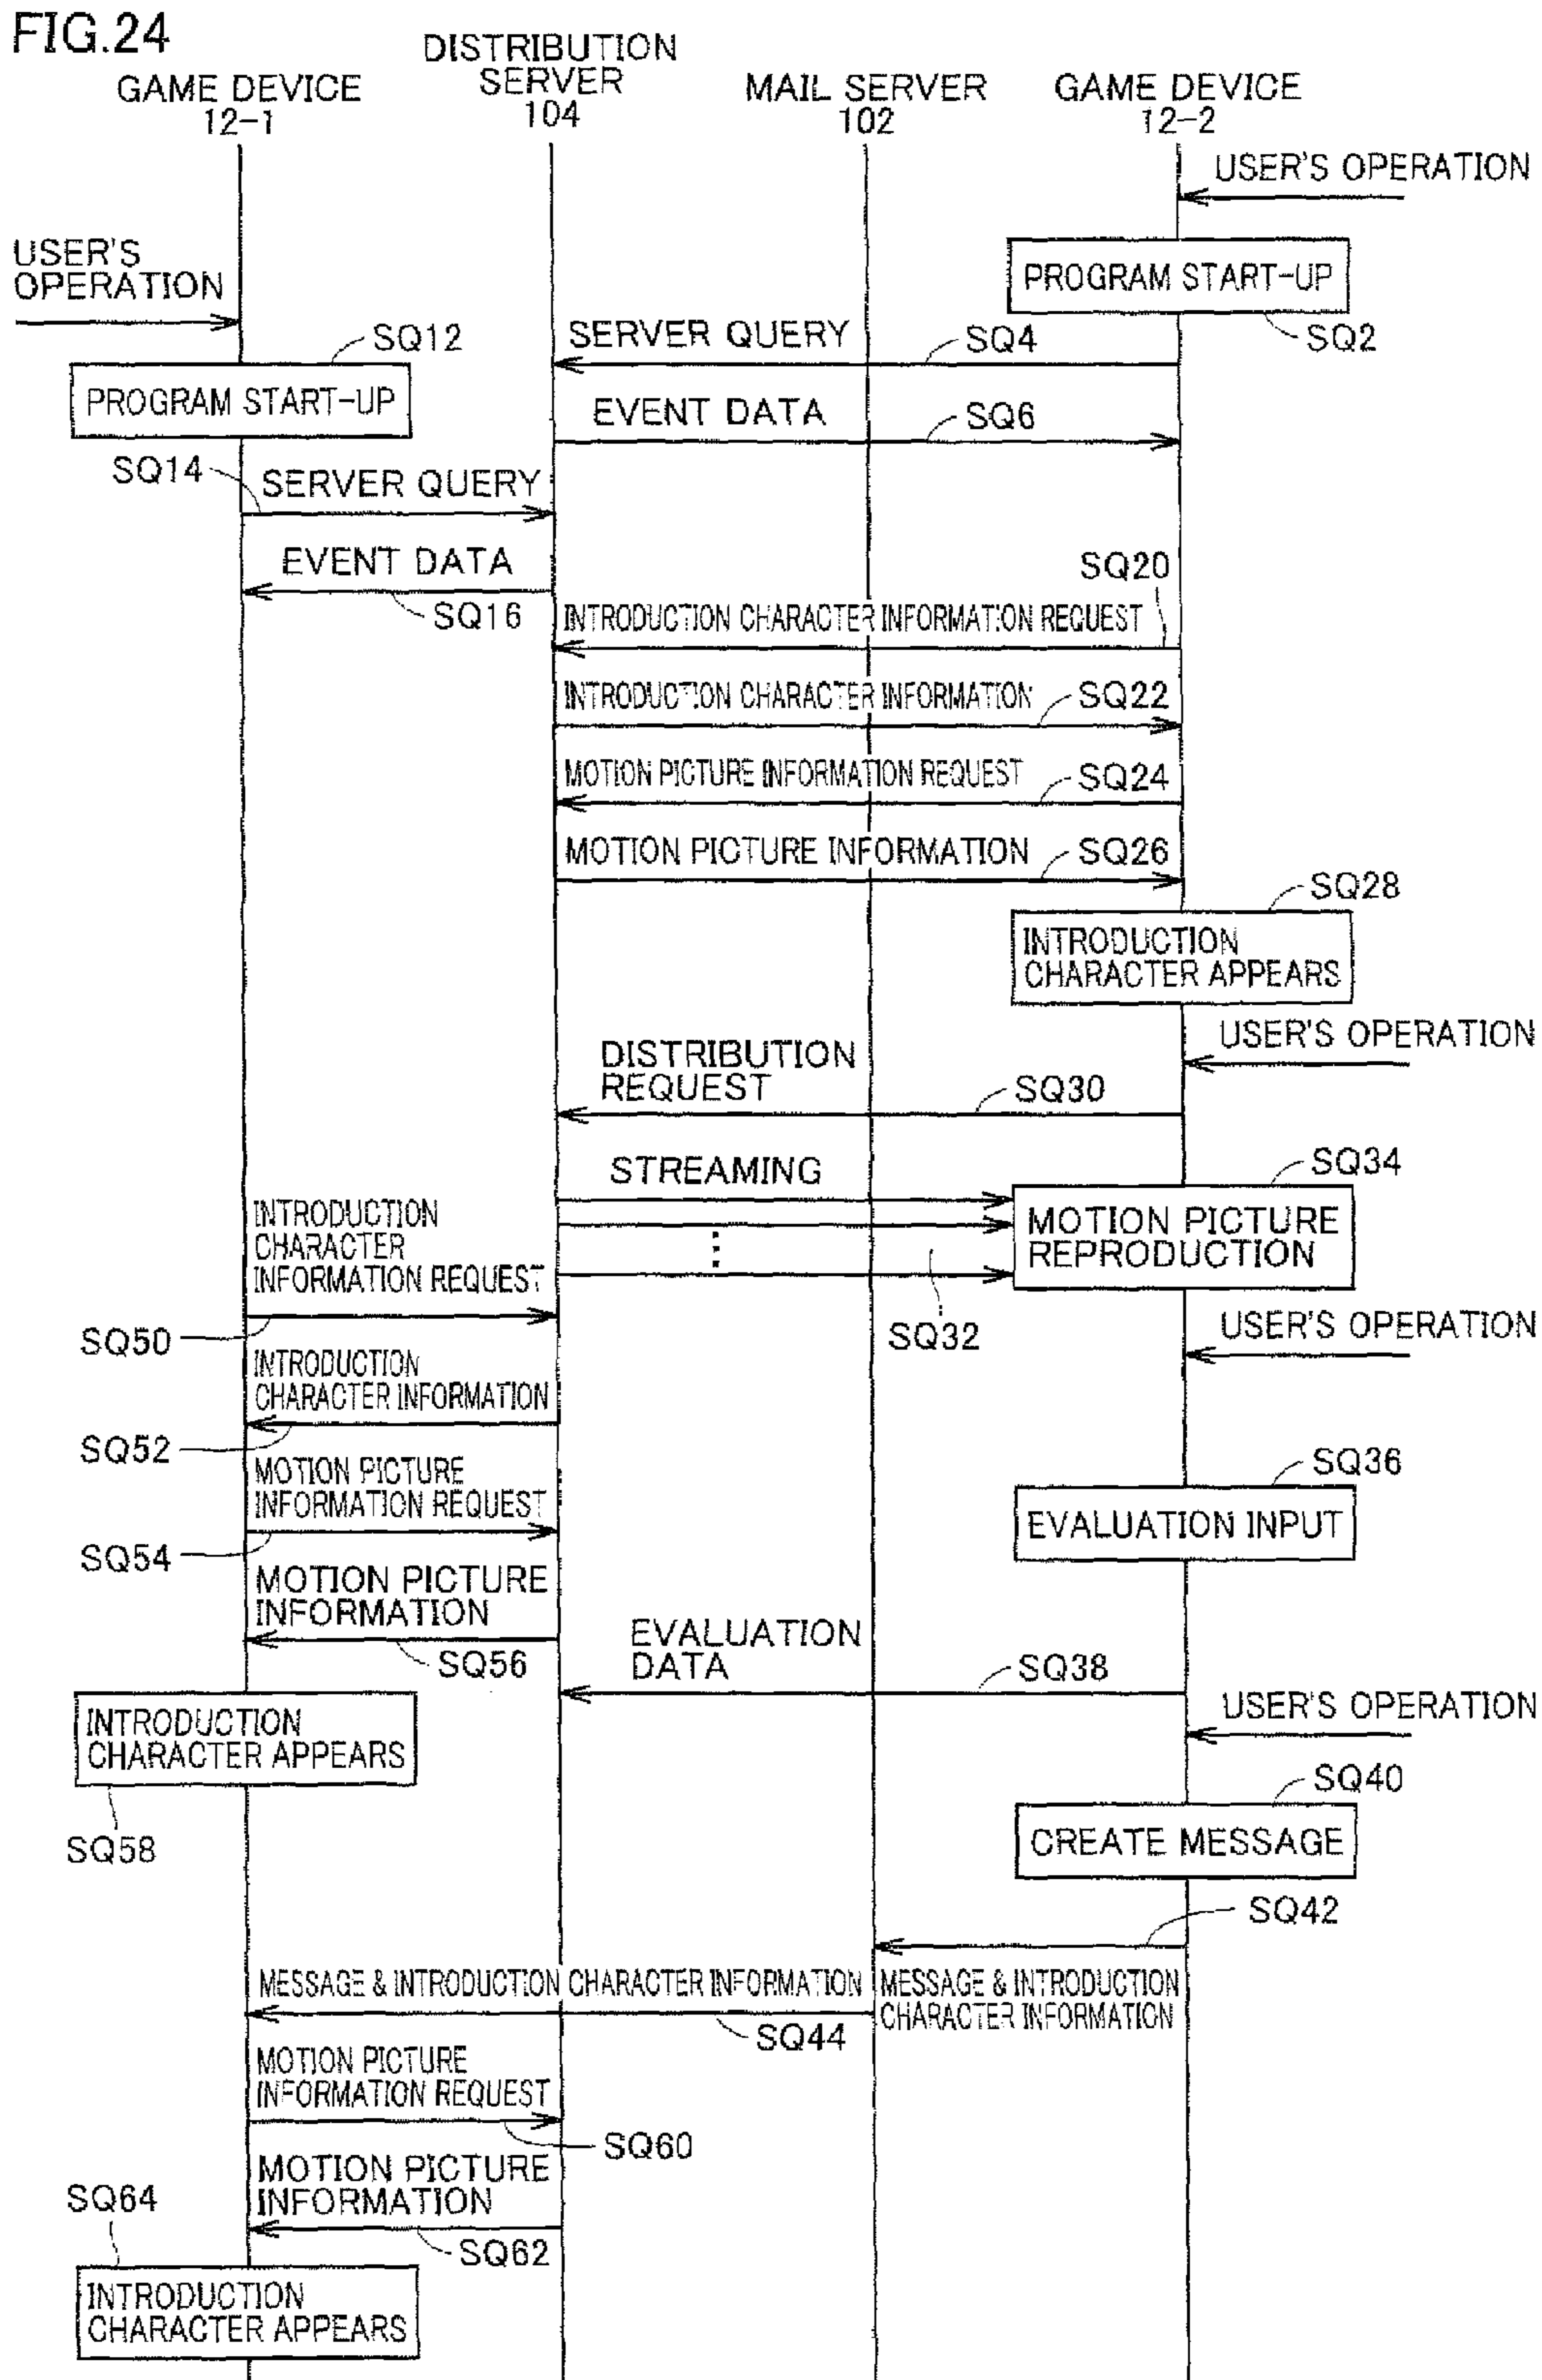 FIG.24
DISTRIBUTION
SERVER
104
GAME DEVICE
12-1
MAIL SERVER
102
GAME DEVICE
12-2
USER'S OPERATION
USER'S
OPERATION
PROGRAM START-UP
SQ2
SQ12
SERVER QUERY
SQ4
PROGRAM START-UP
EVENT DATA
SQ6
SQ14
SERVER QUERY
EVENT DATA
SQ16
SQ20
INTRODUCTION CHARACTER INFORMATION REQUEST
INTRODUCTION CHARACTER INFORMATION
SQ22
MOTION PICTURE INFORMATION REQUEST
SQ24
MOTION PICTURE INFORMATION
SQ26
SQ28
INTRODUCTION
CHARACTER APPEARS
USER'S OPERATION
DISTRIBUTION
REQUEST
SQ30
STREAMING
SQ34
MOTION PICTURE
REPRODUCTION
INTRODUCTION
CHARACTER
INFORMATION REQUEST
SQ50
SQ32
USER'S OPERATION
INTRODUCTION
CHARACTER INFORMATION
SQ52
MOTION PICTURE
INFORMATION REQUEST
SQ54
SQ36
EVALUATION INPUT
MOTION PICTURE
INFORMATION
SQ56
EVALUATION
DATA
SQ38
USER'S OPERATION
INTRODUCTION
CHARACTER APPEARS
SQ58
SQ40
CREATE MESSAGE
SQ42
MESSAGE & INTRODUCTION CHARACTER INFORMATION
MESSAGE & INTRODUCTION
CHARACTER INFORMATION
SQ44
MOTION PICTURE
INFORMATION REQUEST
SQ60
MOTION PICTURE
INFORMATION
SQ62
SQ64
INTRODUCTION
CHARACTER APPEARS